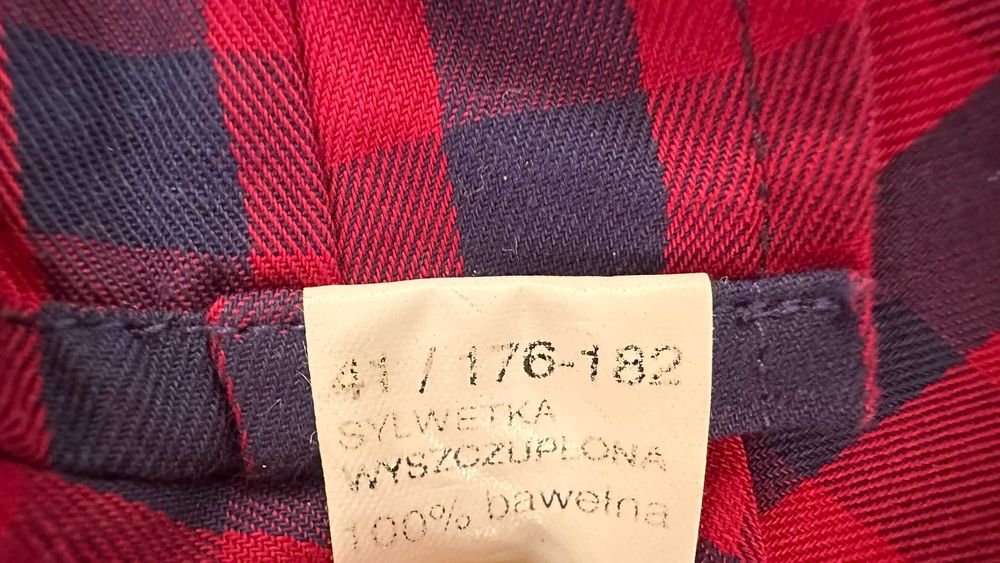 41 / 176-182
SYLWETKA
WYSZCZUPLONA
100% bawełna